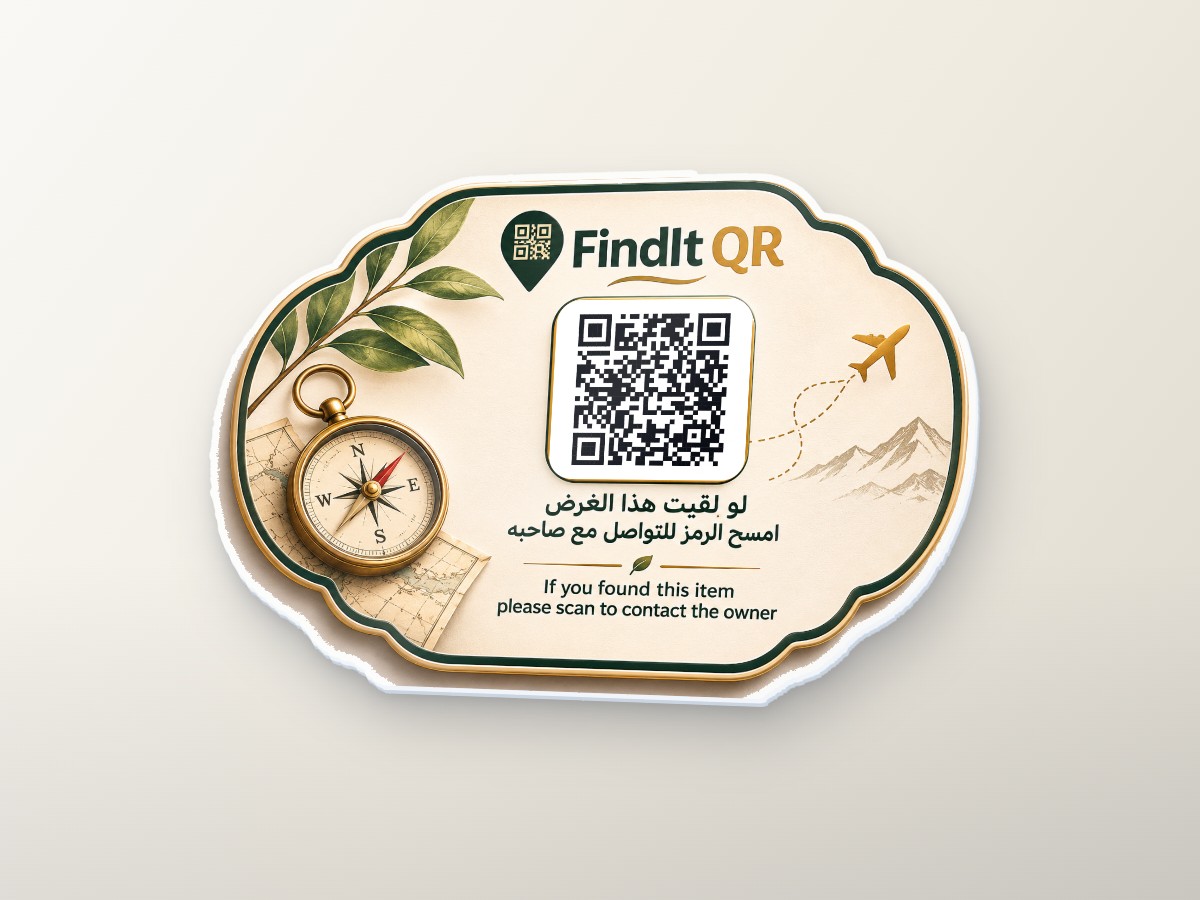 FindIt QR
لو لقيت هذا الغرض
امسح الرمز للتواصل مع صاحبه
If you found this item
please scan to contact the owner
N
W E
S